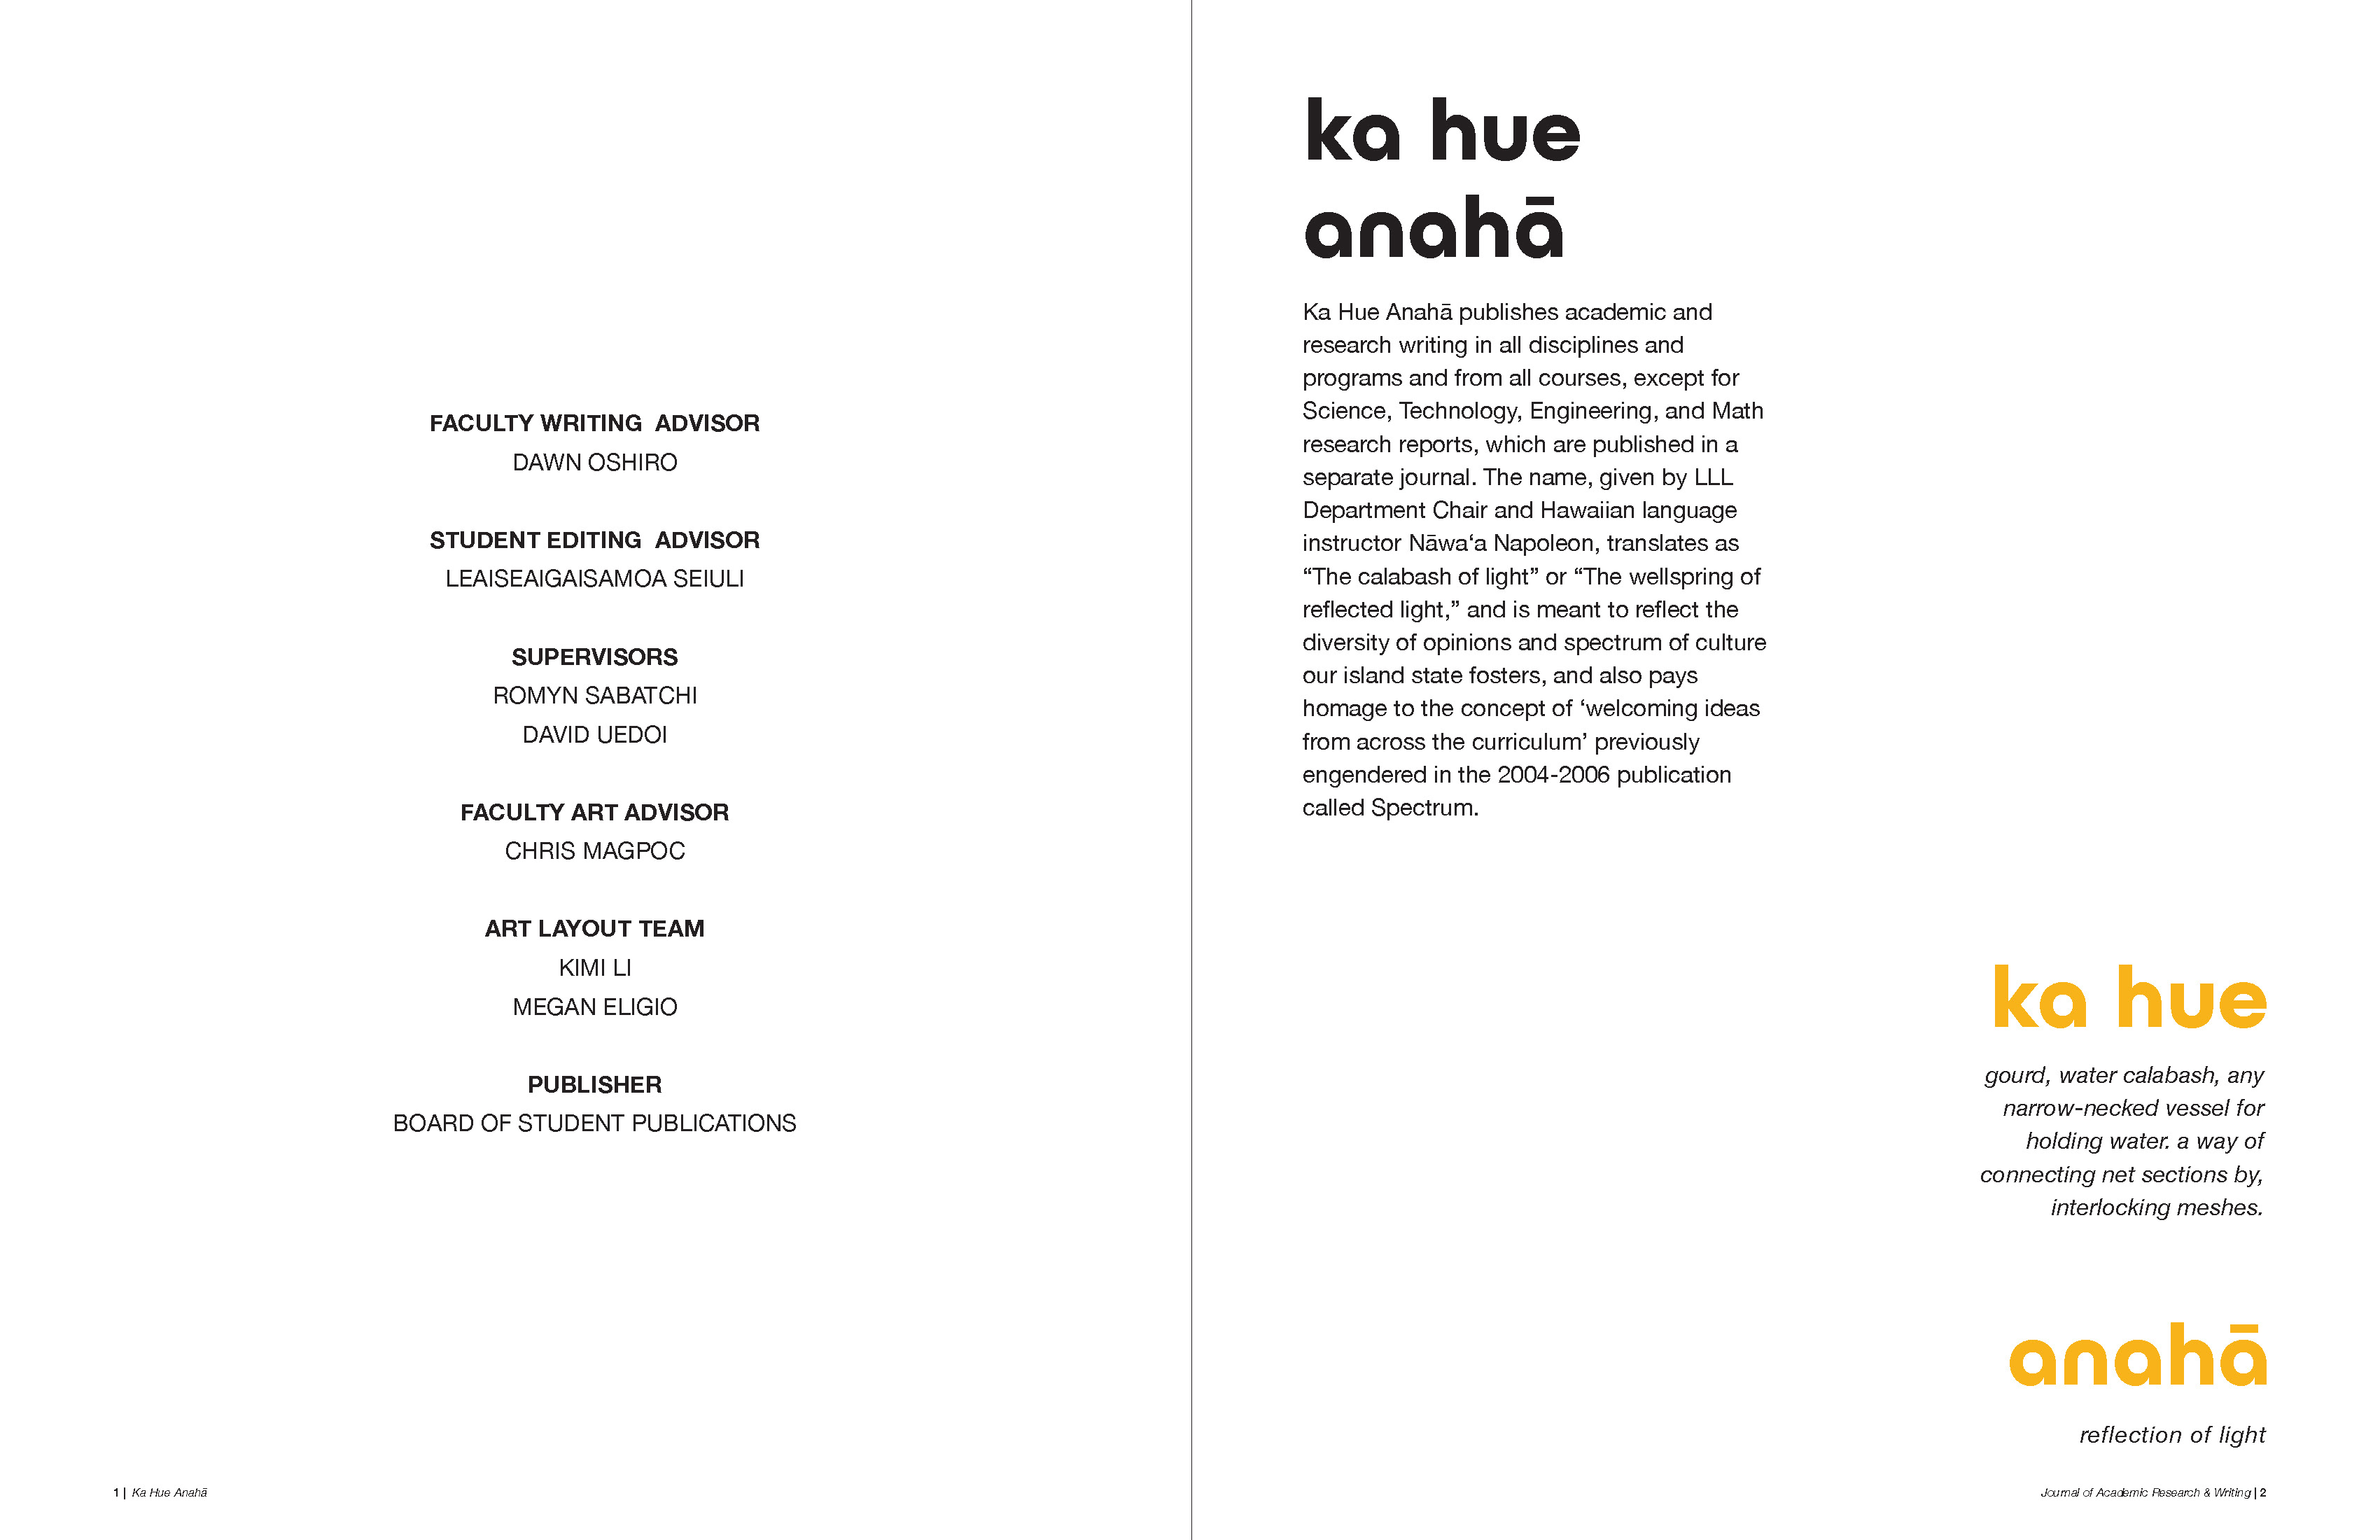 FACULTY WRITING ADVISOR
DAWN OSHIRO
STUDENT EDITING ADVISOR
LEAISEAIGAISAMOA SEIULI
SUPERVISORS
ROMYN SABATCHI
DAVID UEDOI
FACULTY ART ADVISOR
CHRIS MAGPOC
ART LAYOUT TEAM
KIMI LI
MEGAN ELIGIO
PUBLISHER
BOARD OF STUDENT PUBLICATIONS
1 | Ka Hue Anahā
ka hue
anahā
Ka Hue Anahā publishes academic and
research writing in all disciplines and
programs and from all courses, except for
Science, Technology, Engineering, and Math
research reports, which are published in a
separate journal. The name, given by LLL
Department Chair and Hawaiian language
instructor Nāwa‘a Napoleon, translates as
“The calabash of light” or “The wellspring of
reflected light,” and is meant to reflect the
diversity of opinions and spectrum of culture
our island state fosters, and also pays
homage to the concept of ‘welcoming ideas
from across the curriculum’ previously
engendered in the 2004-2006 publication
called Spectrum.
ka hue
gourd, water calabash, any
narrow-necked vessel for
holding water. a way of
connecting net sections by,
interlocking meshes.
anahā
reflection of light
Journal of Academic Research & Writing | 2